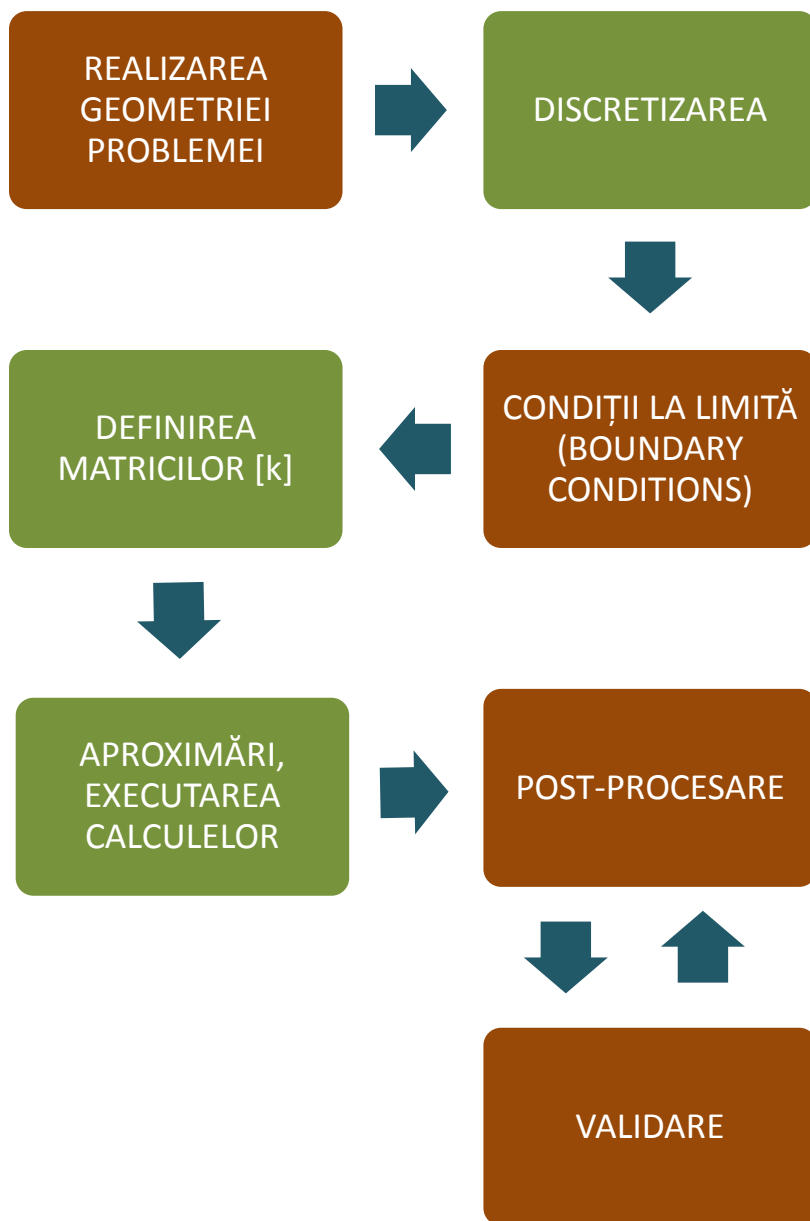 REALIZAREA
GEOMETRIEI
PROBLEMEI
DISCRETIZAREA
CONDIȚII LA LIMITĂ
(BOUNDARY
CONDITIONS)
DEFINIREA
MATRICILOR [k]
APROXIMĂRI,
EXECUTAREA
CALCULELOR
POST-PROCESARE
VALIDARE